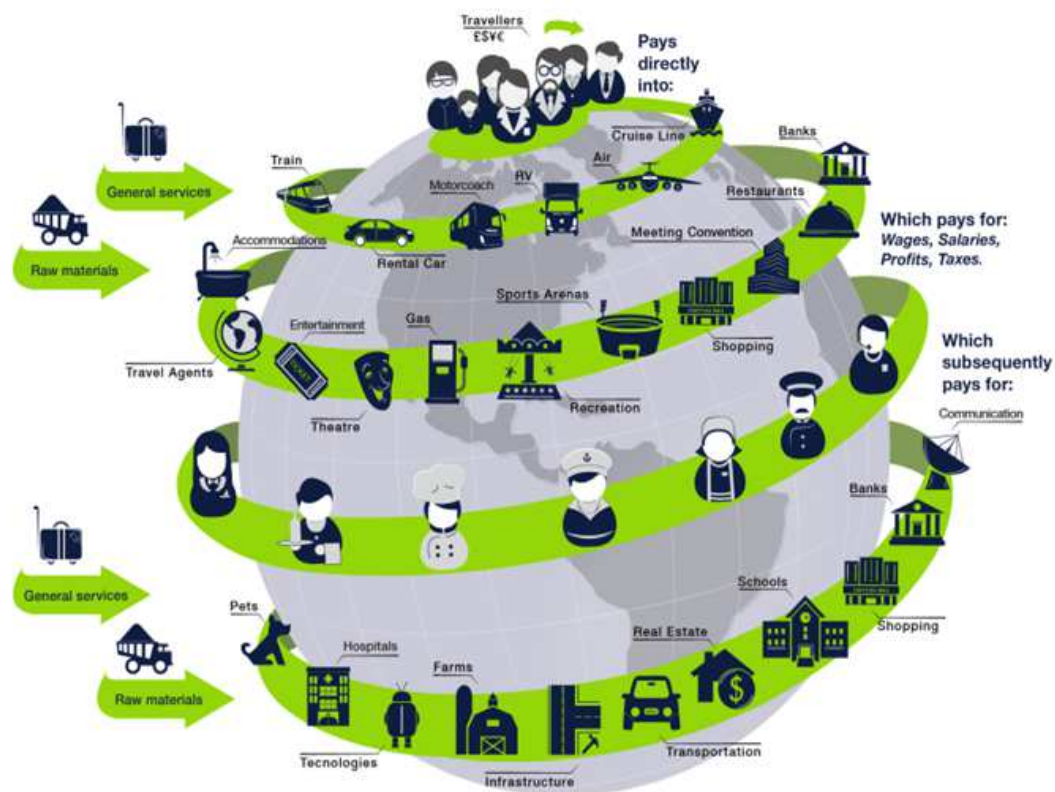 Travellers
£$¥€
Pays
directly
into:
Cruise Line
Banks
General services
Train
Motorcoach
RV
Air
Restaurants
Raw materials
Accommodations
Rental Car
Meeting Convention
Which pays for:
Wages, Salaries,
Profits, Taxes.
Travel Agents
Entertainment
TICKET
Theatre
Gas
Recreation
Sports Arenas
Shopping
Which
subsequently
pays for:
Communication
Banks
General services
Pets
Schools
Shopping
Raw materials
Hospitals
Farms
Real Estate
Tecnologies
Infrastructure
Transportation